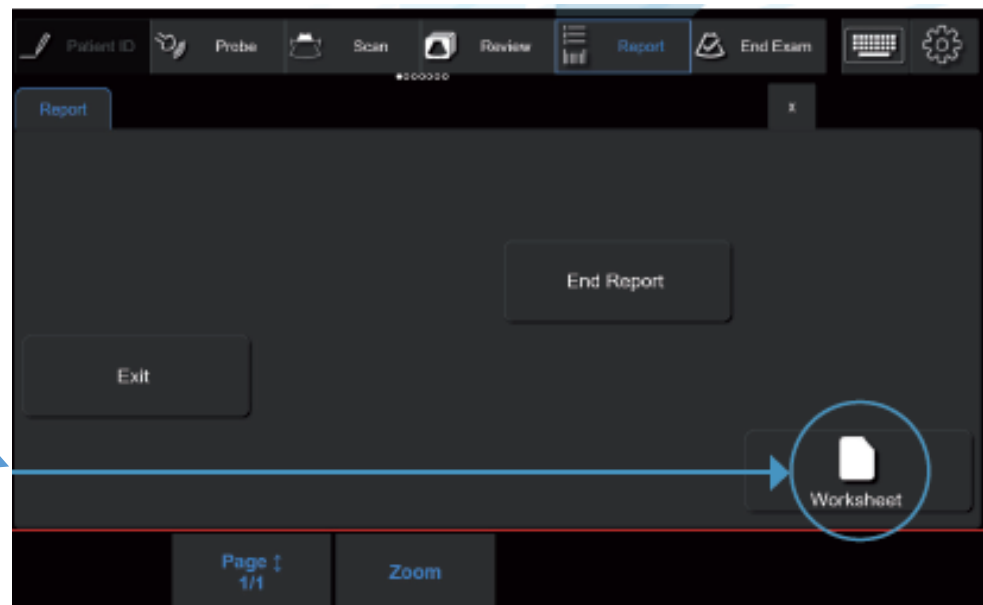 Patient ID
Probe
Scan
Review
Report
End Exam
Report
x
End Report
Exit
Worksheet
Page ↕
1/1
Zoom